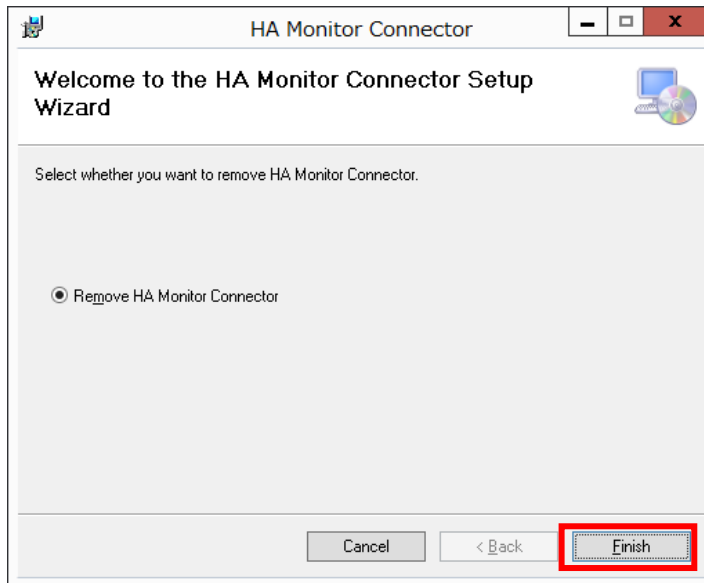 HA Monitor Connector
Welcome to the HA Monitor Connector Setup
Wizard
Select whether you want to remove HA Monitor Connector.
Remove HA Monitor Connector
Cancel
< Back
Finish